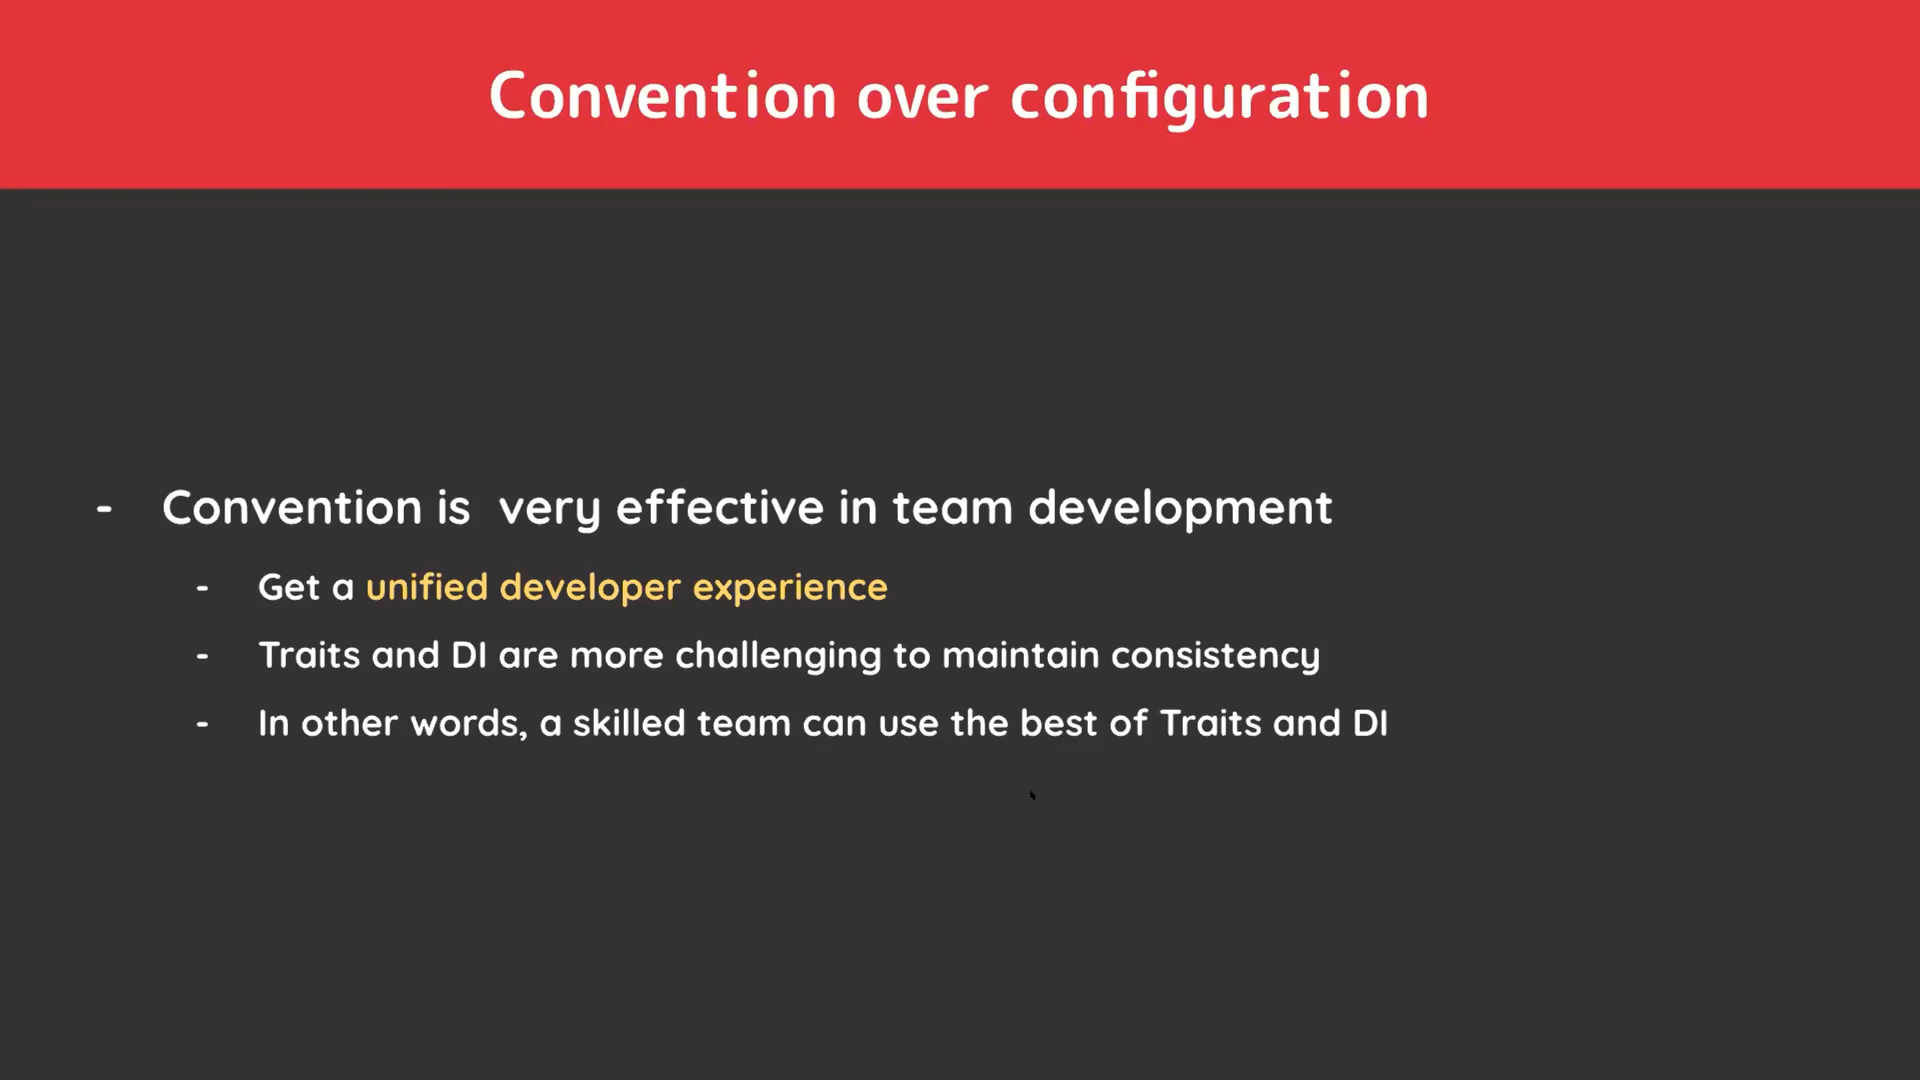 Convention over configuration
- Convention is  very effective in team development
- Get a unified developer experience
- Traits and DI are more challenging to maintain consistency
- In other words, a skilled team can use the best of Traits and DI